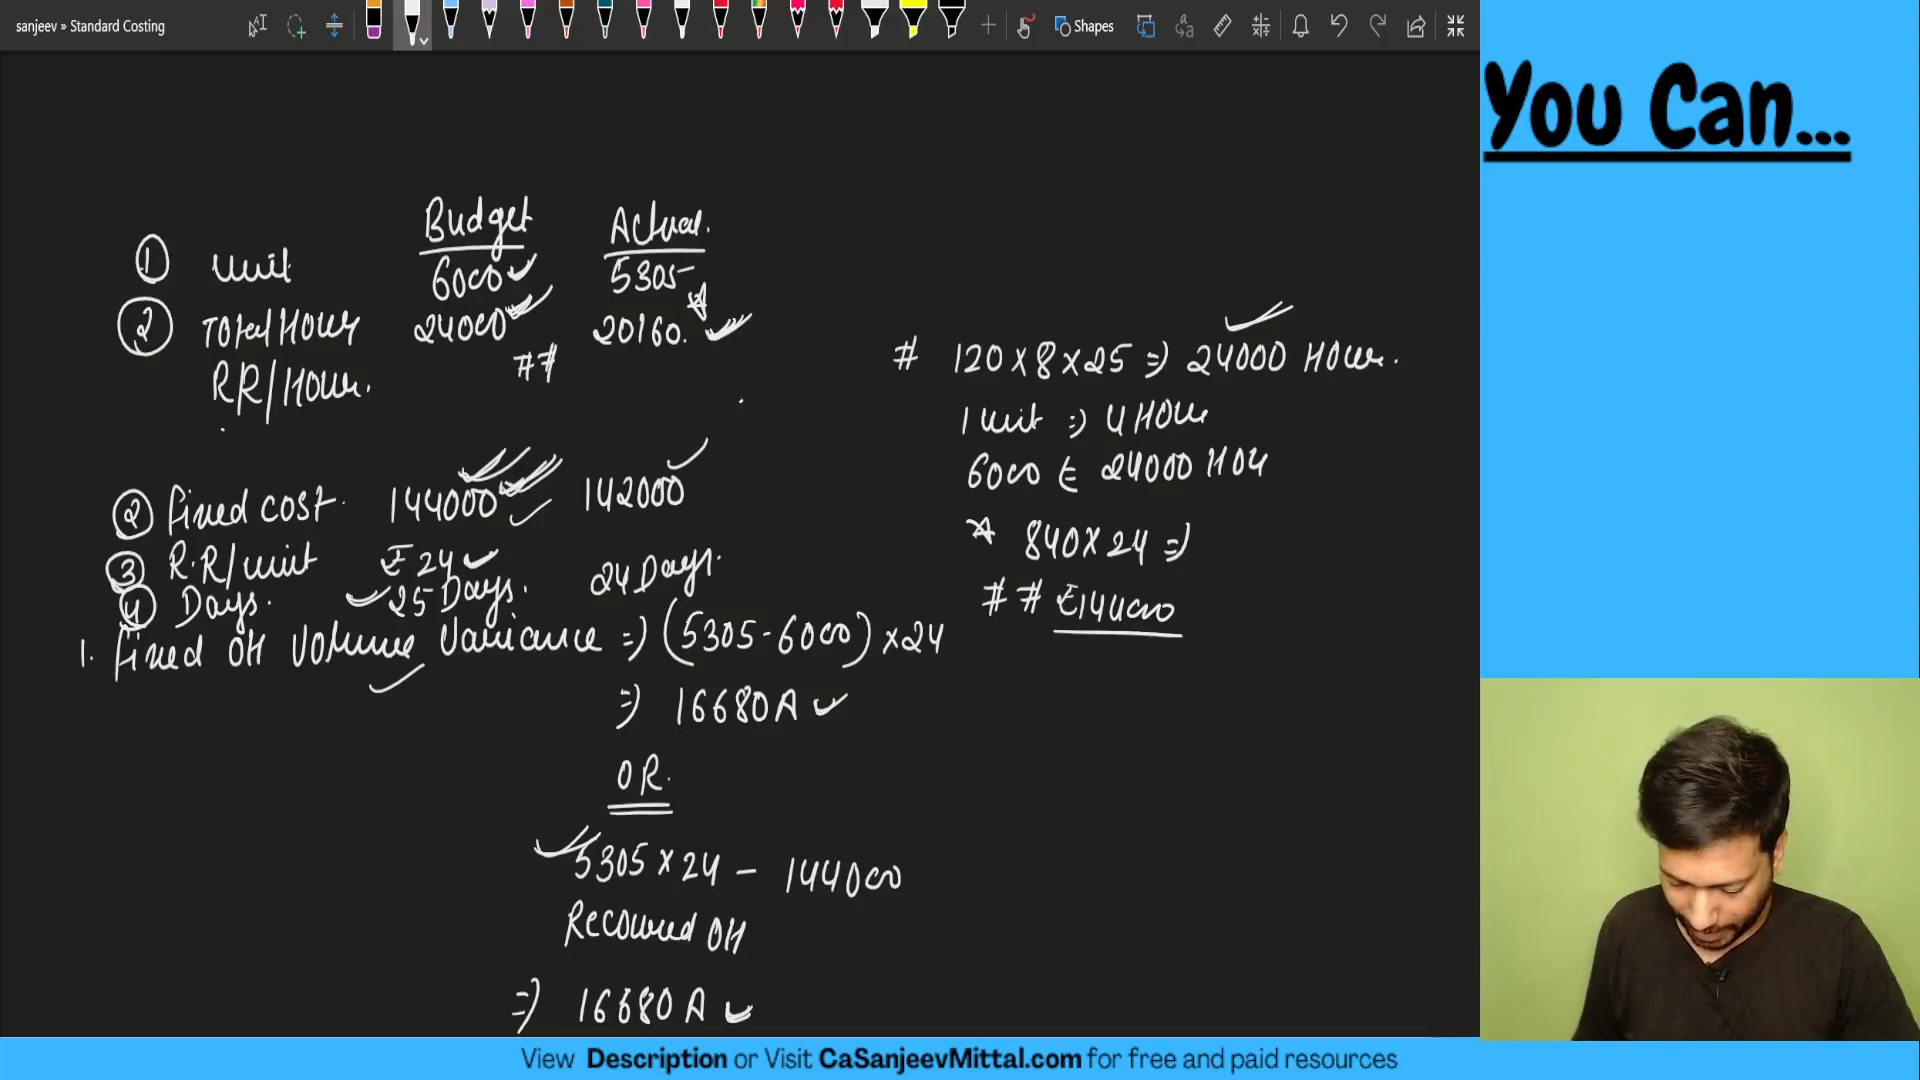 sanjeev » Standard Costing
Shapes
You Can...
Budget Actual.
① Unit 6000 5305
② Total Hour 24000 20160.
RR/Hour. ##
# 120 x 8 x 25 => 24000 Hour.
1 unit => 4 Hour
6000 24000 Hou
840 x 24 =>
## ₹144000
② fixed cost. 144000 142000
③ R.R/unit ₹24
④ Days. 25 Days. 24 Days.
1. fixed OH Volume Variance => (5305 - 6000) x 24
=> 16680 A
OR.
5305 x 24 - 144000
Recovered OH
=> 16680 A
View Description or Visit CaSanjeevMittal.com for free and paid resources